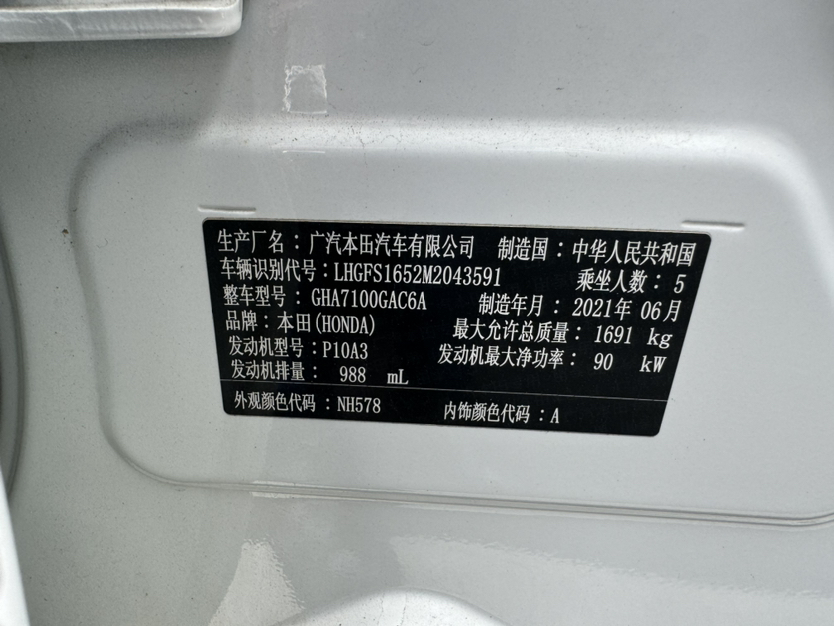 生产厂名：广汽本田汽车有限公司 制造国：中华人民共和国
车辆识别代号：LHGFS1652M2043591 乘坐人数：5
整车型号：GHA7100GAC6A 制造年月：2021年 06月
品牌：本田(HONDA) 最大允许总质量：1691 kg
发动机型号：P10A3 发动机最大净功率：90 kW
发动机排量： 988 mL
外观颜色代码：NH578 内饰颜色代码：A